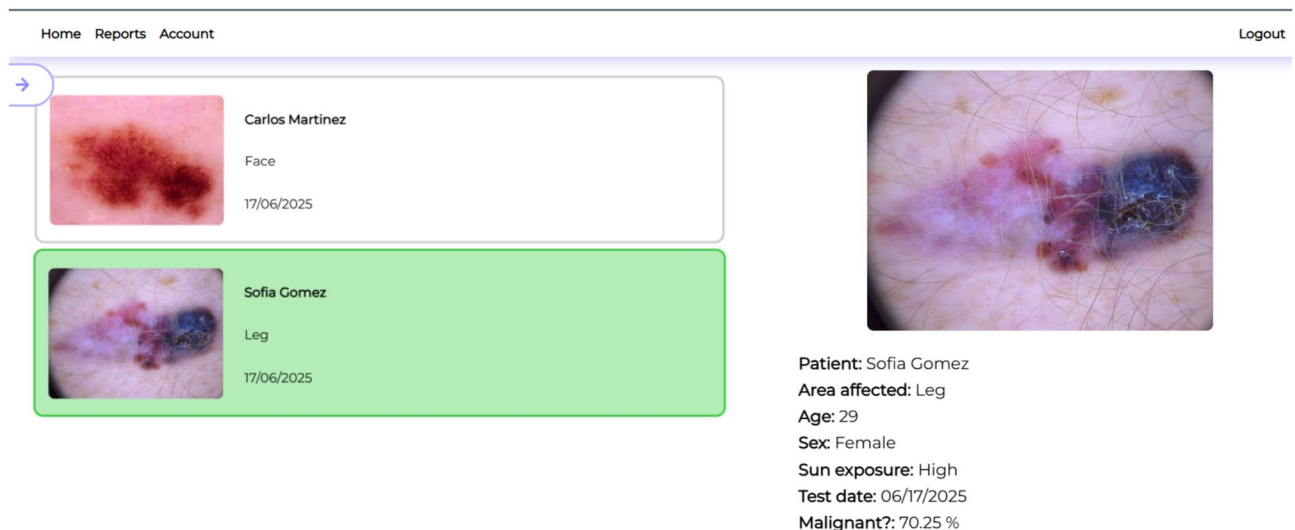 Home Reports Account Logout
Carlos Martinez
Face
17/06/2025
Sofia Gomez
Leg
17/06/2025
Patient: Sofia Gomez
Area affected: Leg
Age: 29
Sex: Female
Sun exposure: High
Test date: 06/17/2025
Malignant?: 70.25 %